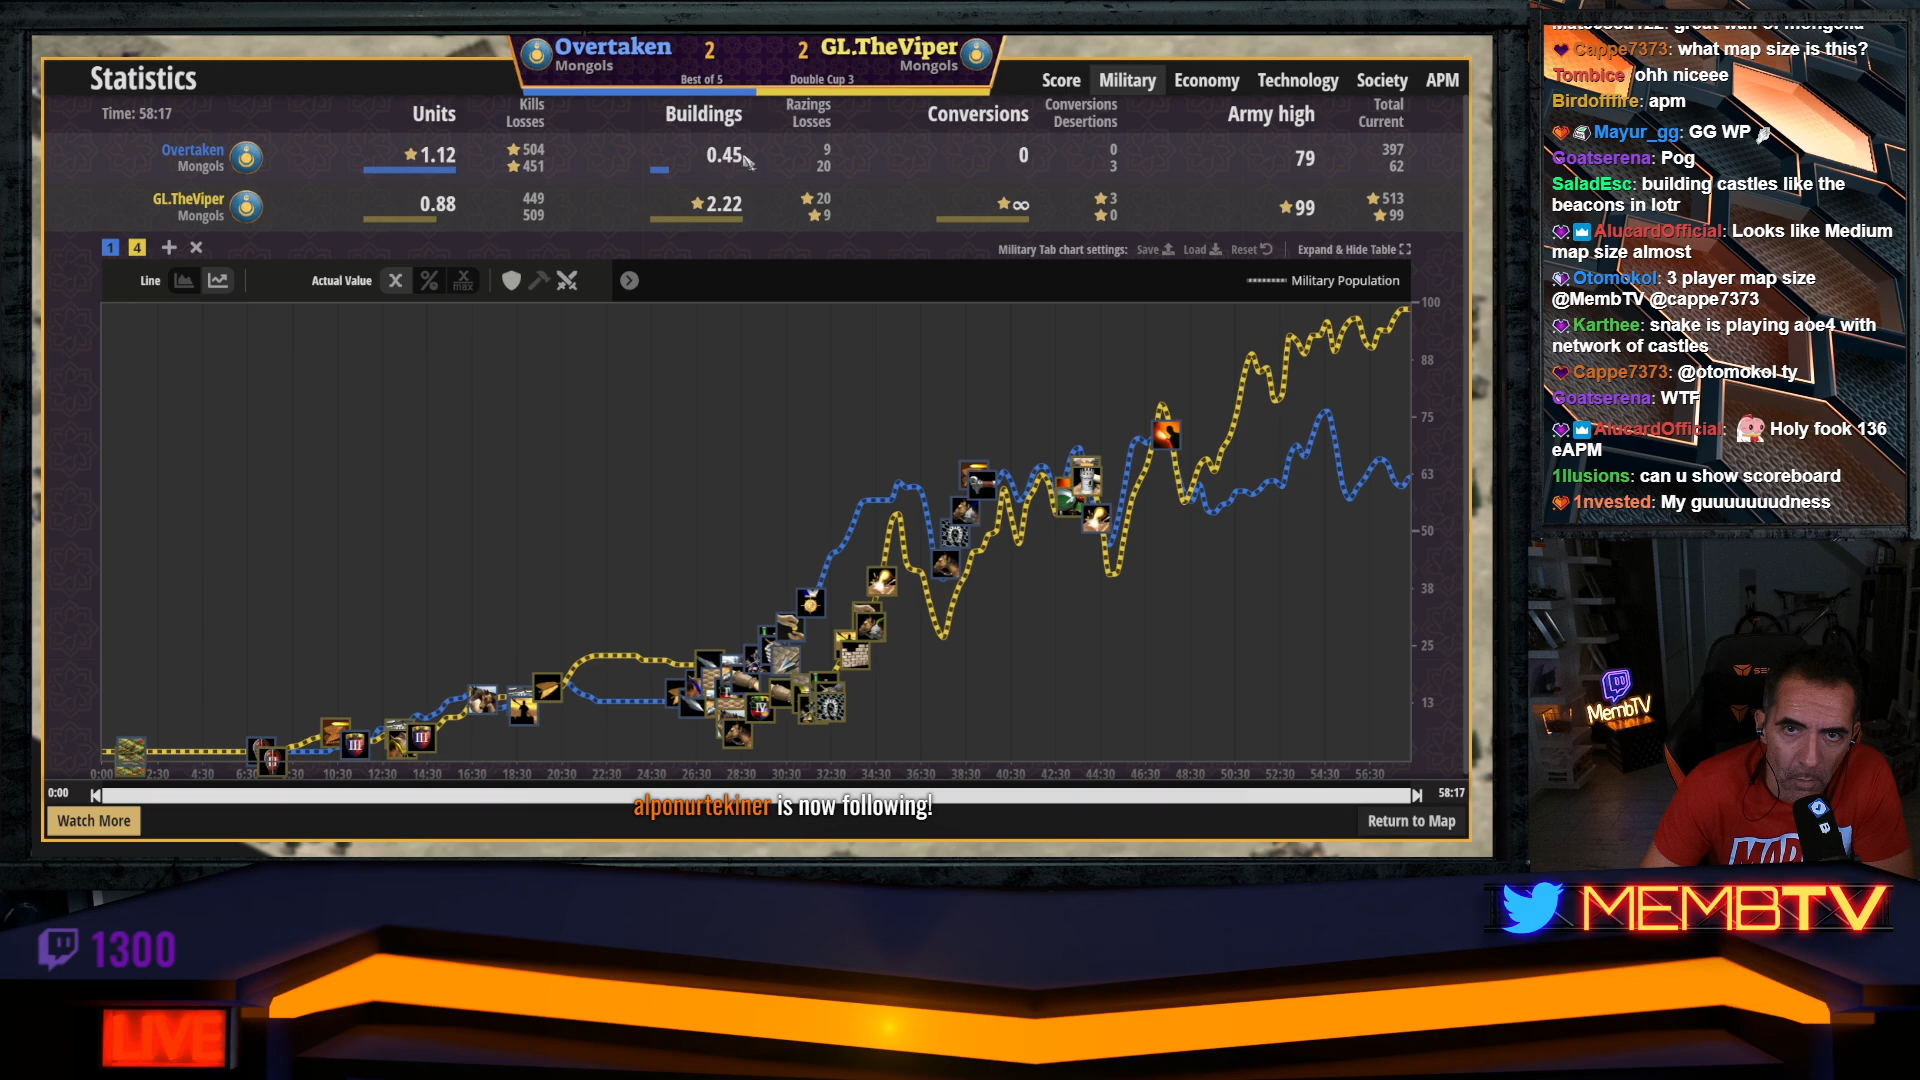 Overtaken
Mongols
2
2
GL.TheViper
Mongols
Best of 5
Double Cup 3
Statistics
Score Military Economy Technology Society APM
Time: 58:17
Units
Kills
Losses
Buildings
Razings
Losses
Conversions
Conversions
Desertions
Army high
Total
Current
Overtaken
Mongols
1.12
504
451
0.45
9
20
0
0
3
79
397
62
GL.TheViper
Mongols
0.88
449
509
2.22
20
9
∞
3
0
99
513
99
1 4 + ×
Military Tab chart settings: Save Load Reset Expand & Hide Table
Line
Actual Value X % X max
Military Population
100
88
75
63
50
38
25
13
III
III
IV
0:00 2:30 4:30 6:30 10:30 12:30 14:30 16:30 18:30 20:30 22:30 24:30 26:30 28:30 30:30 32:30 34:30 36:30 38:30 40:30 42:30 44:30 46:30 48:30 50:30 52:30 54:30 56:30
0:00
58:17
alponurtekiner is now following!
Watch More
Return to Map
Cappe7373: what map size is this?
Tombice: ohh niceee
Birdofffire: apm
Mayur_gg: GG WP
Goatserena: Pog
SaladEsc: building castles like the
beacons in lotr
AlucardOfficial: Looks like Medium
map size almost
Otomokol: 3 player map size
@MembTV @cappe7373
Karthee: snake is playing aoe4 with
network of castles
Cappe7373: @otomokol ty
Goatserena: WTF
AlucardOfficial: Holy fook 136
eAPM
1Illusions: can u show scoreboard
1nvested: My guuuuuudness
MembTV
MEMBTV
1300
LIVE